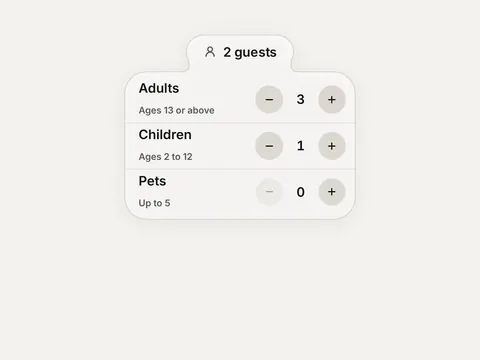 2 guests
Adults
Ages 13 or above
− 3 +
Children
Ages 2 to 12
− 1 +
Pets
Up to 5
− 0 +